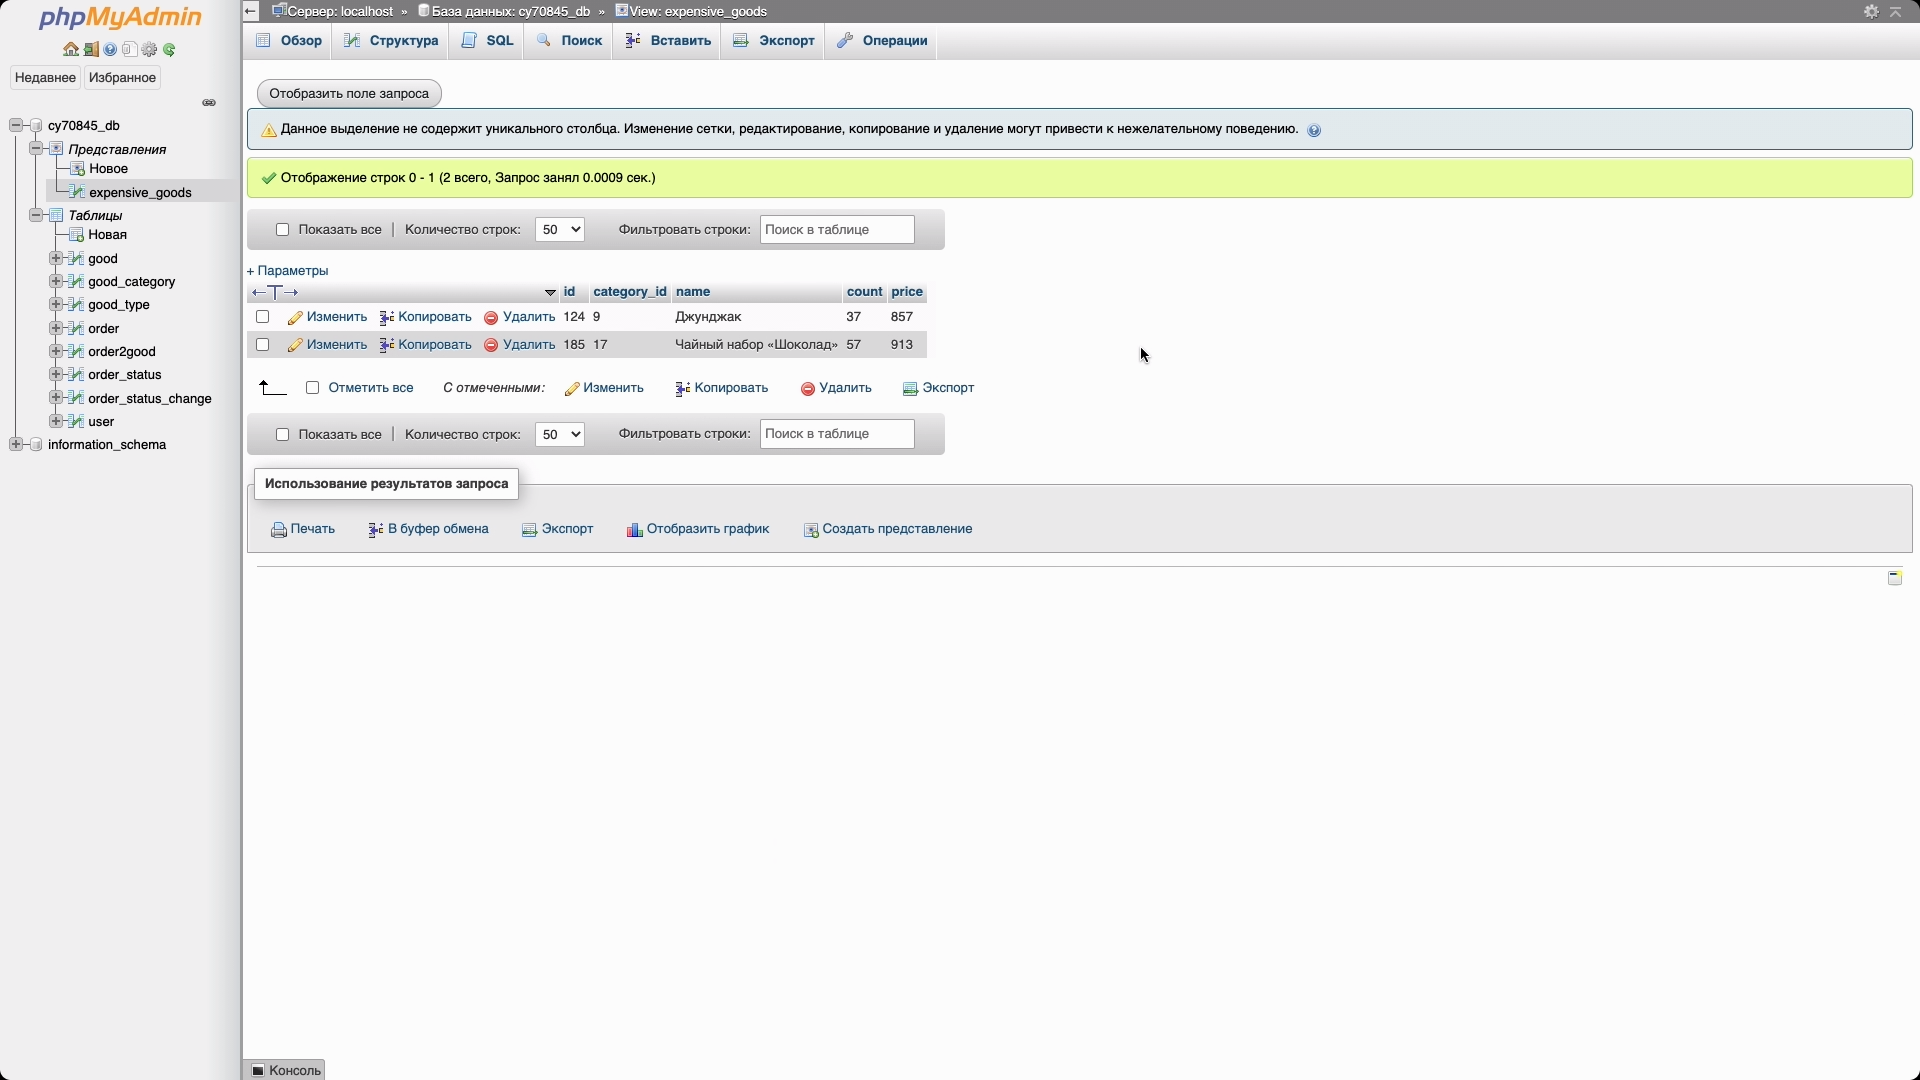 phpMyAdmin
Недавнее Избранное
cy70845_db
Представления
Новое
expensive_goods
Таблицы
Новая
good
good_category
good_type
order
order2good
order_status
order_status_change
user
information_schema
Сервер: localhost » База данных: cy70845_db » View: expensive_goods
Обзор Структура SQL Поиск Вставить Экспорт Операции
Отобразить поле запроса
Данное выделение не содержит уникального столбца. Изменение сетки, редактирование, копирование и удаление могут привести к нежелательному поведению.
Отображение строк 0 - 1 (2 всего, Запрос занял 0.0009 сек.)
Показать все | Количество строк: 50 Фильтровать строки: Поиск в таблице
+ Параметры
←T→ id category_id name count price
Изменить Копировать Удалить 124 9 Джунджак 37 857
Изменить Копировать Удалить 185 17 Чайный набор «Шоколад» 57 913
Отметить все С отмеченными: Изменить Копировать Удалить Экспорт
Показать все | Количество строк: 50 Фильтровать строки: Поиск в таблице
Использование результатов запроса
Печать В буфер обмена Экспорт Отобразить график Создать представление
Консоль